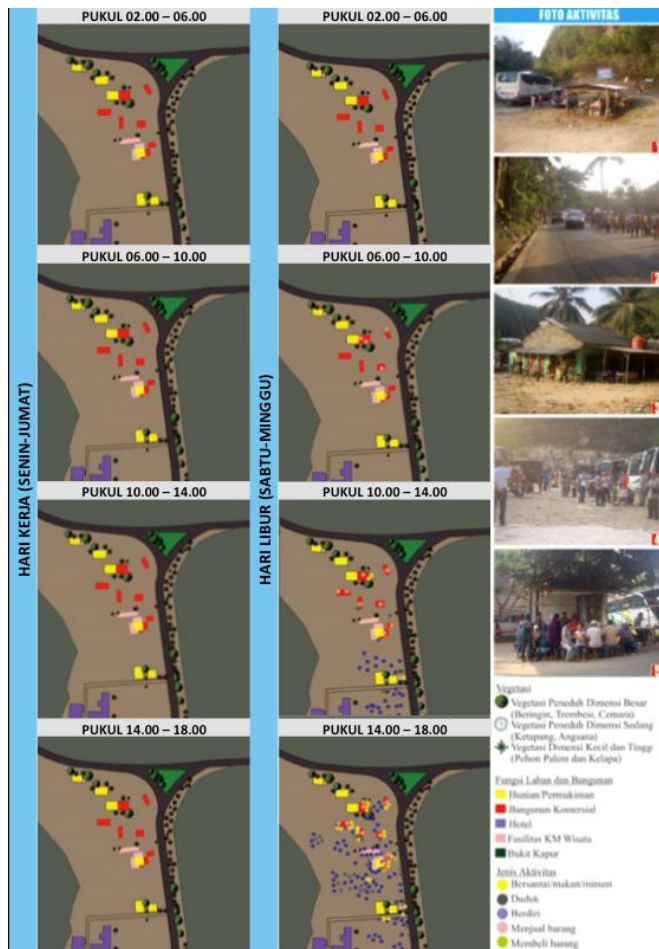 HARI KERJA (SENIN-JUMAT)
PUKUL 02.00 – 06.00
PUKUL 06.00 – 10.00
PUKUL 10.00 – 14.00
PUKUL 14.00 – 18.00
HARI LIBUR (SABTU-MINGGU)
PUKUL 02.00 – 06.00
PUKUL 06.00 – 10.00
PUKUL 10.00 – 14.00
PUKUL 14.00 – 18.00
FOTO AKTIVITAS
1
2
3
4
5
Vegetasi
Vegetasi Peneduh Dimensi Besar
(Beringin, Trembesi, Cemara)
Vegetasi Peneduh Dimensi Sedang
(Ketapang, Angsana)
Vegetasi Dimensi Kecil dan Tinggi
(Pohon Palem dan Kelapa)
Fungsi Lahan dan Bangunan
Hunian/Permukiman
Bangunan Komersial
Hotel
Fasilitas KM Wisata
Bukit Kapur
Jenis Aktivitas
Bersantai/makan/minum
Duduk
Berdiri
Menjual barang
Membeli barang